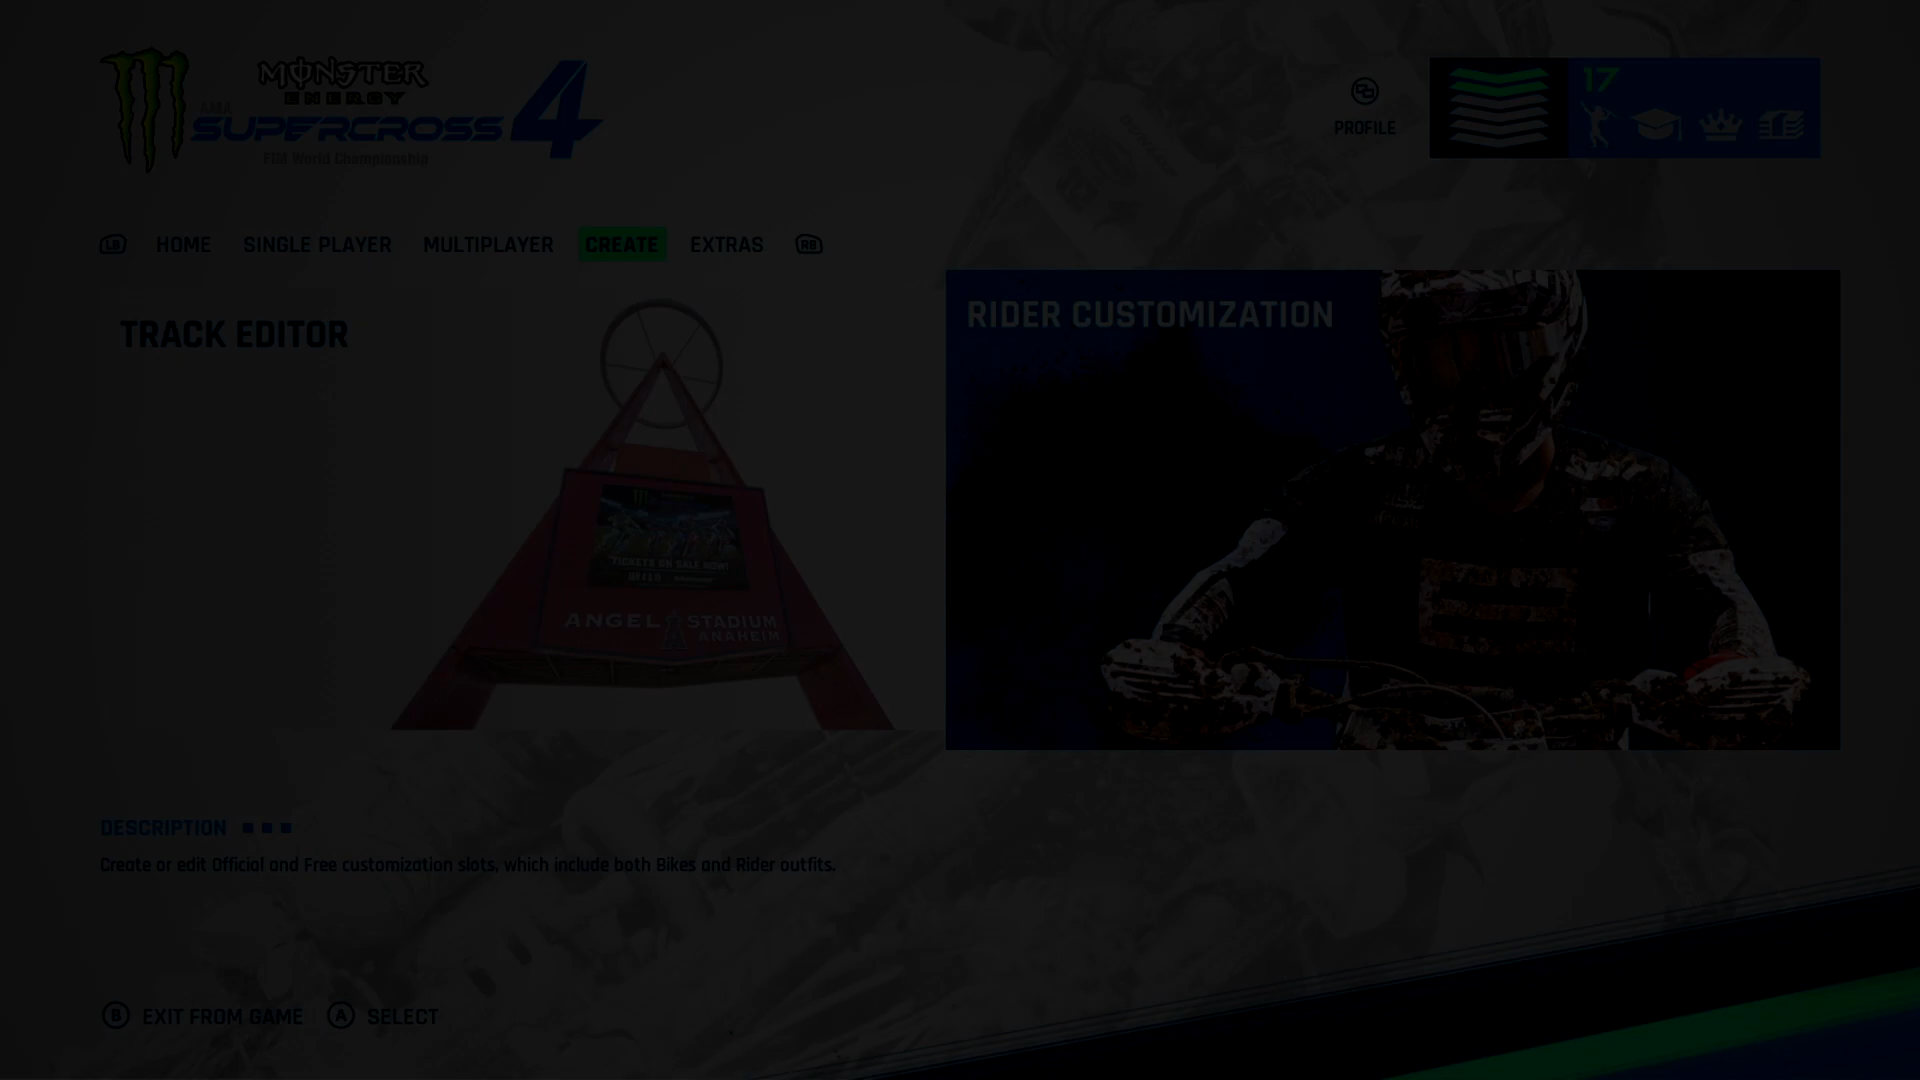 MONSTER
ENERGY
AMA
SUPERCROSS 4
FIM World Championship
PROFILE
17
LB HOME SINGLE PLAYER MULTIPLAYER CREATE EXTRAS RB
TRACK EDITOR
RIDER CUSTOMIZATION
TICKETS ON SALE NOW!
ANGEL STADIUM
ANAHEIM
DESCRIPTION
Create or edit Official and Free customization slots, which include both Bikes and Rider outfits.
B EXIT FROM GAME A SELECT